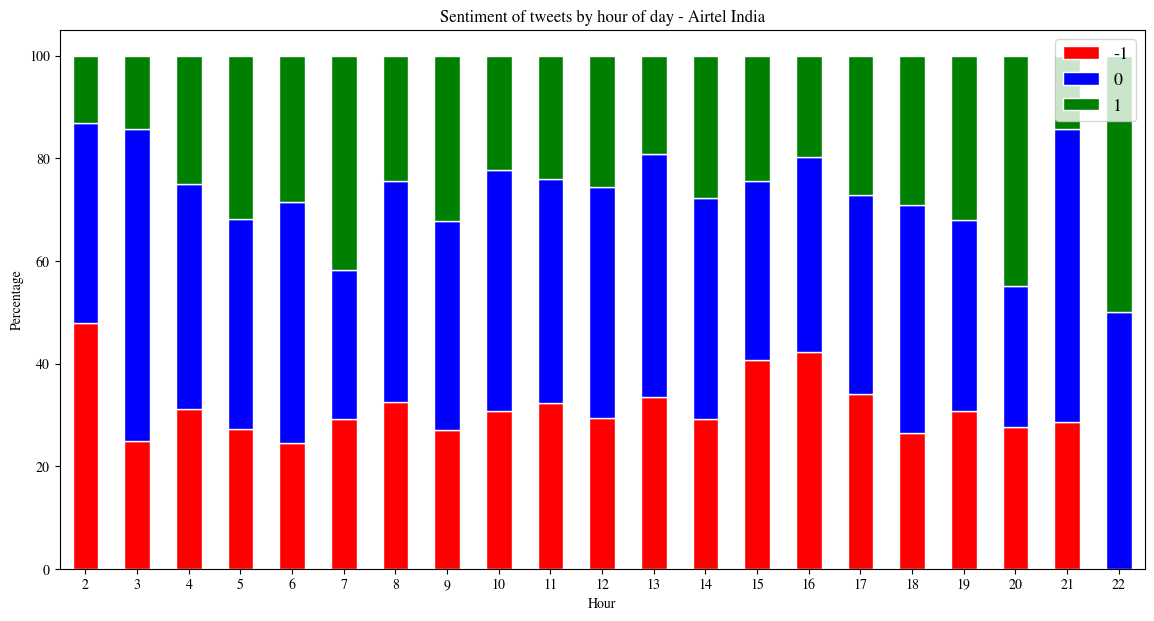 Sentiment of tweets by hour of day - Airtel India
-1
0
1
100
80
60
40
20
0
Percentage
2 3 4 5 6 7 8 9 10 11 12 13 14 15 16 17 18 19 20 21 22
Hour